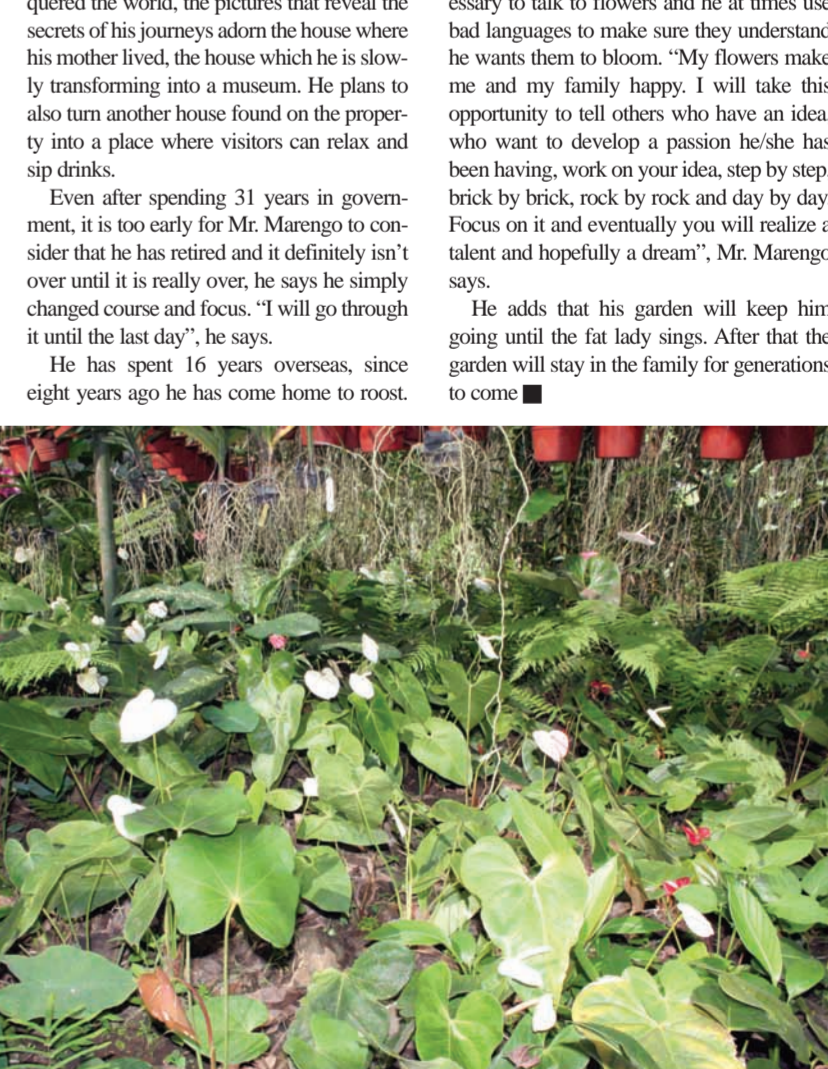 quered the world, the pictures that reveal the
secrets of his journeys adorn the house where
his mother lived, the house which he is slow-
ly transforming into a museum. He plans to
also turn another house found on the proper-
ty into a place where visitors can relax and
sip drinks.
Even after spending 31 years in govern-
ment, it is too early for Mr. Marengo to con-
sider that he has retired and it definitely isn't
over until it is really over, he says he simply
changed course and focus. “I will go through
it until the last day”, he says.
He has spent 16 years overseas, since
eight years ago he has come home to roost.
essary to talk to flowers and he at times use
bad languages to make sure they understand
he wants them to bloom. “My flowers make
me and my family happy. I will take this
opportunity to tell others who have an idea
who want to develop a passion he/she has
been having, work on your idea, step by step,
brick by brick, rock by rock and day by day
Focus on it and eventually you will realize a
talent and hopefully a dream”, Mr. Marengo
says.
He adds that his garden will keep him
going until the fat lady sings. After that the
garden will stay in the family for generations
to come